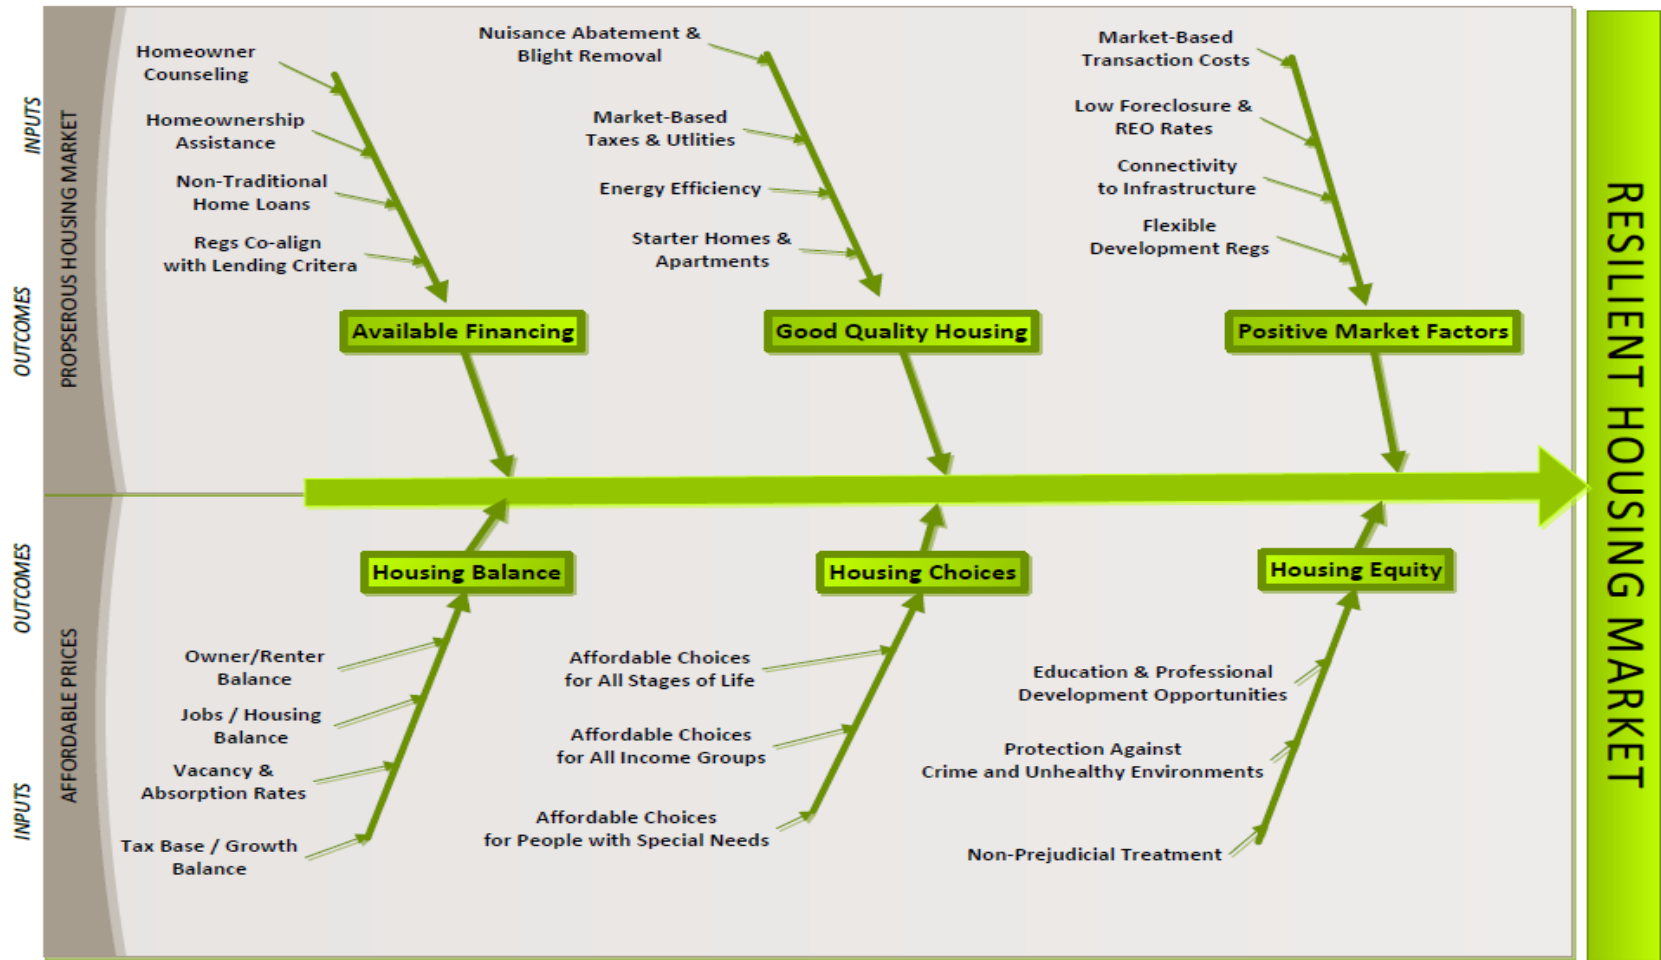 INPUTS
PROPSEROUS HOUSING MARKET
OUTCOMES
Homeowner
Counseling
Homeownership
Assistance
Non-Traditional
Home Loans
Regs Co-align
with Lending Critera
Available Financing
Nuisance Abatement &
Blight Removal
Market-Based
Taxes & Utlities
Energy Efficiency
Starter Homes &
Apartments
Good Quality Housing
Market-Based
Transaction Costs
Low Foreclosure &
REO Rates
Connectivity
to Infrastructure
Flexible
Development Regs
Positive Market Factors
OUTCOMES
AFFORDABLE PRICES
INPUTS
Housing Balance
Owner/Renter
Balance
Jobs / Housing
Balance
Vacancy &
Absorption Rates
Tax Base / Growth
Balance
Housing Choices
Affordable Choices
for All Stages of Life
Affordable Choices
for All Income Groups
Affordable Choices
for People with Special Needs
Housing Equity
Education & Professional
Development Opportunities
Protection Against
Crime and Unhealthy Environments
Non-Prejudicial Treatment
RESILIENT HOUSING MARKET